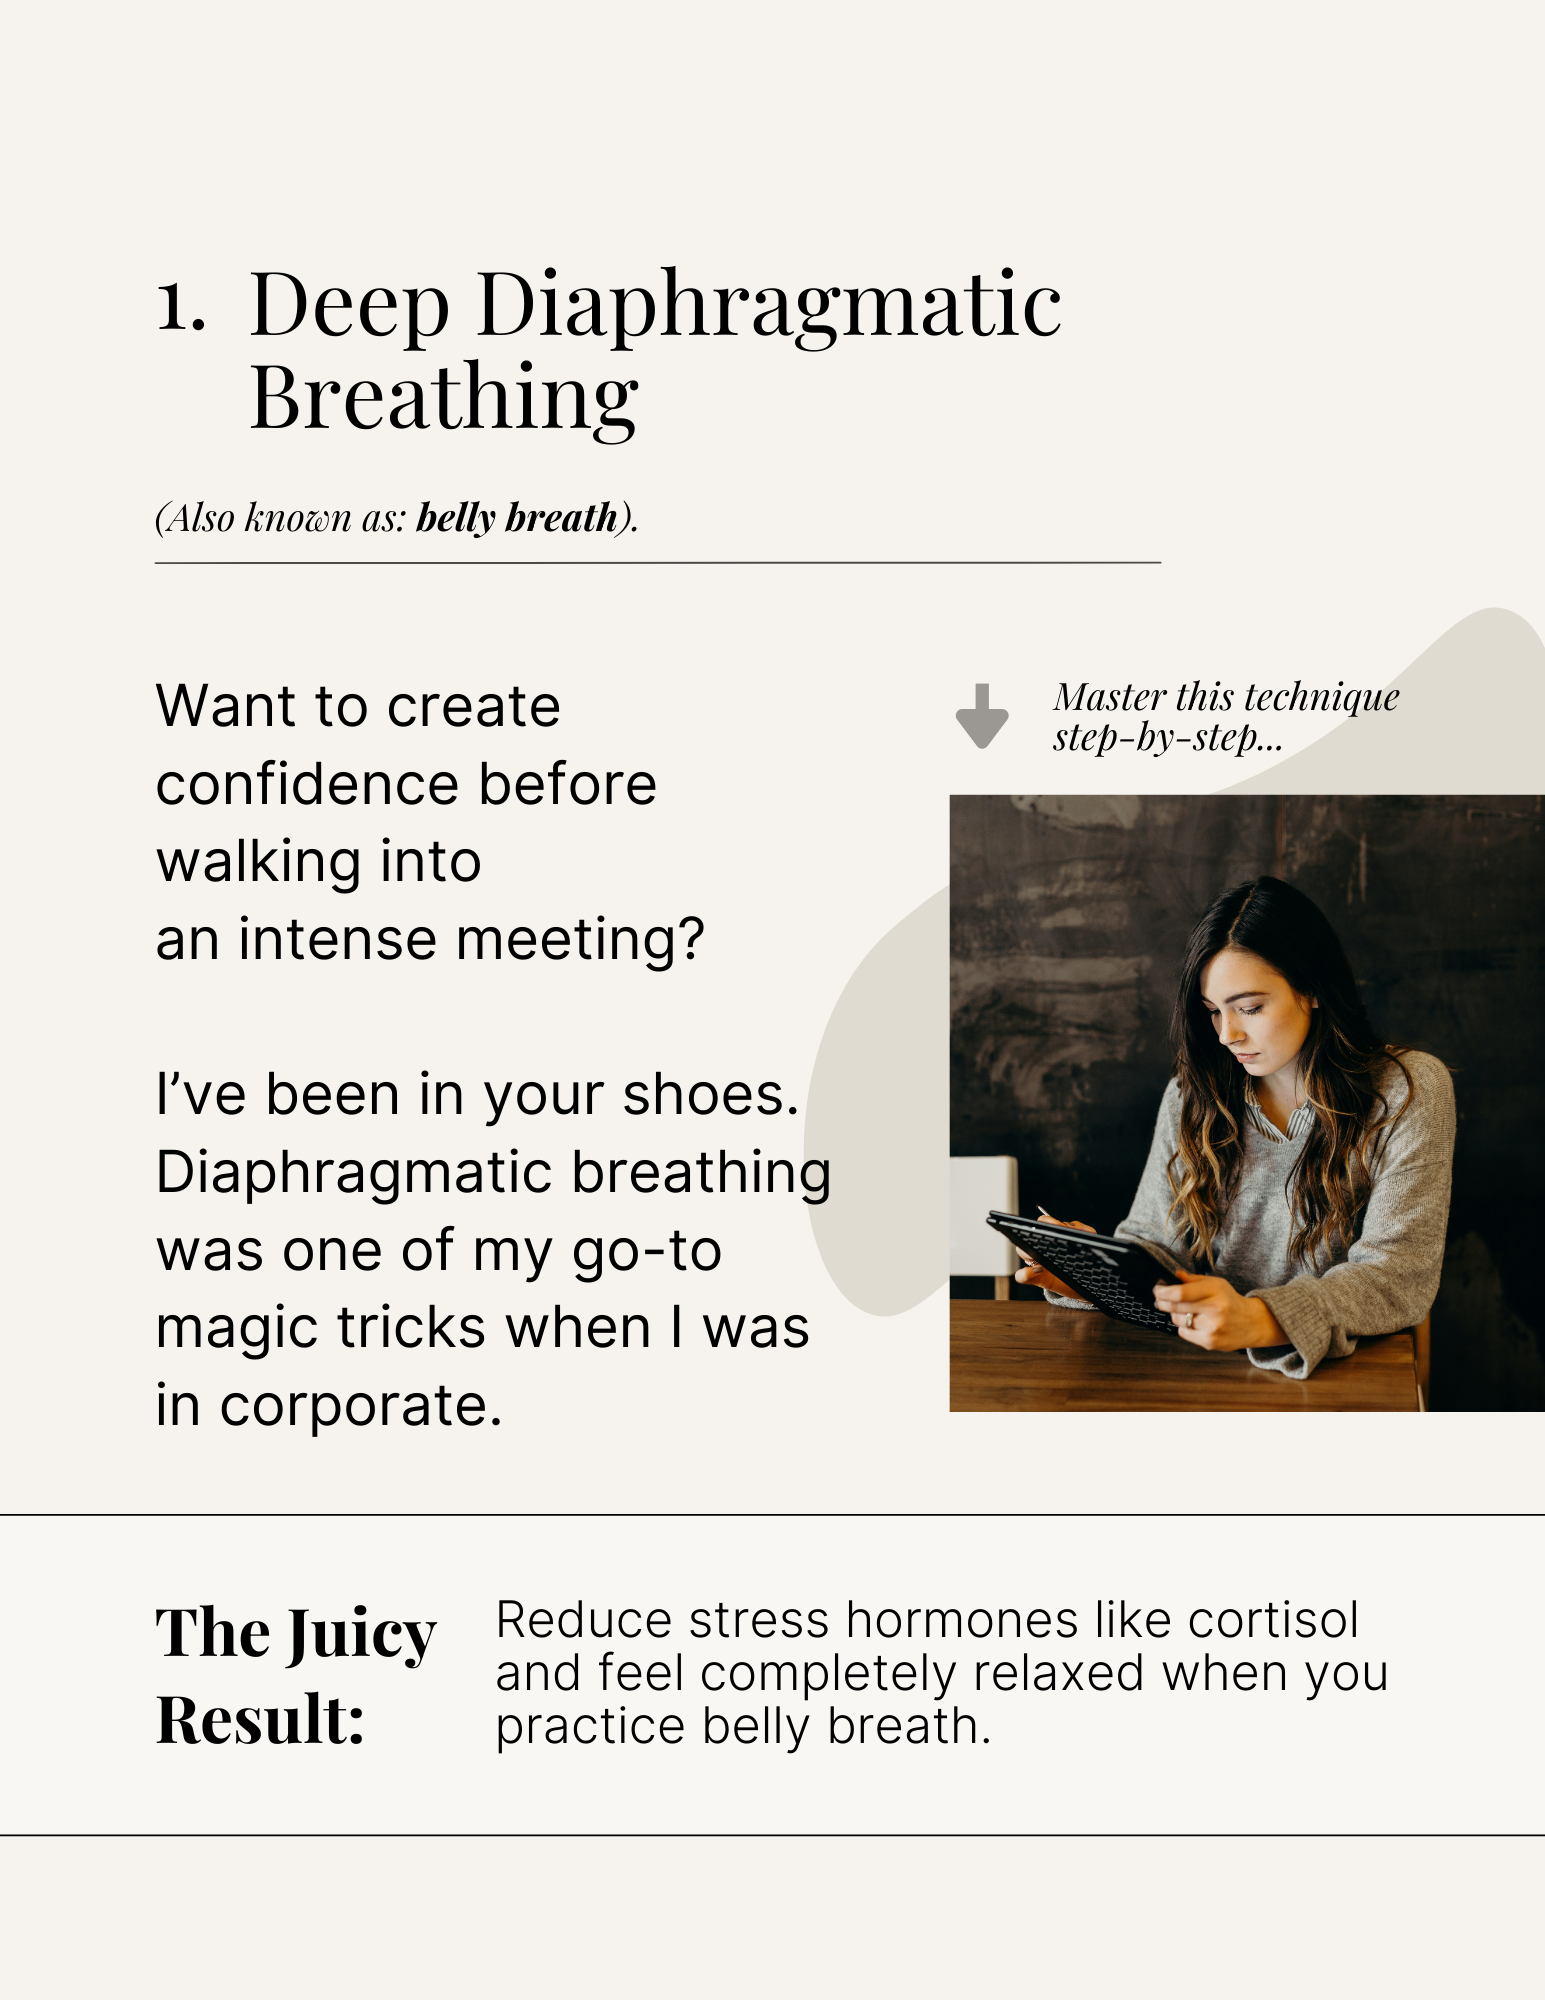 1. Deep Diaphragmatic
Breathing
(Also known as: belly breath).
Want to create
confidence before
walking into
an intense meeting?
I’ve been in your shoes.
Diaphragmatic breathing
was one of my go-to
magic tricks when I was
in corporate.
Master this technique
step-by-step...
The Juicy
Result:
Reduce stress hormones like cortisol
and feel completely relaxed when you
practice belly breath.